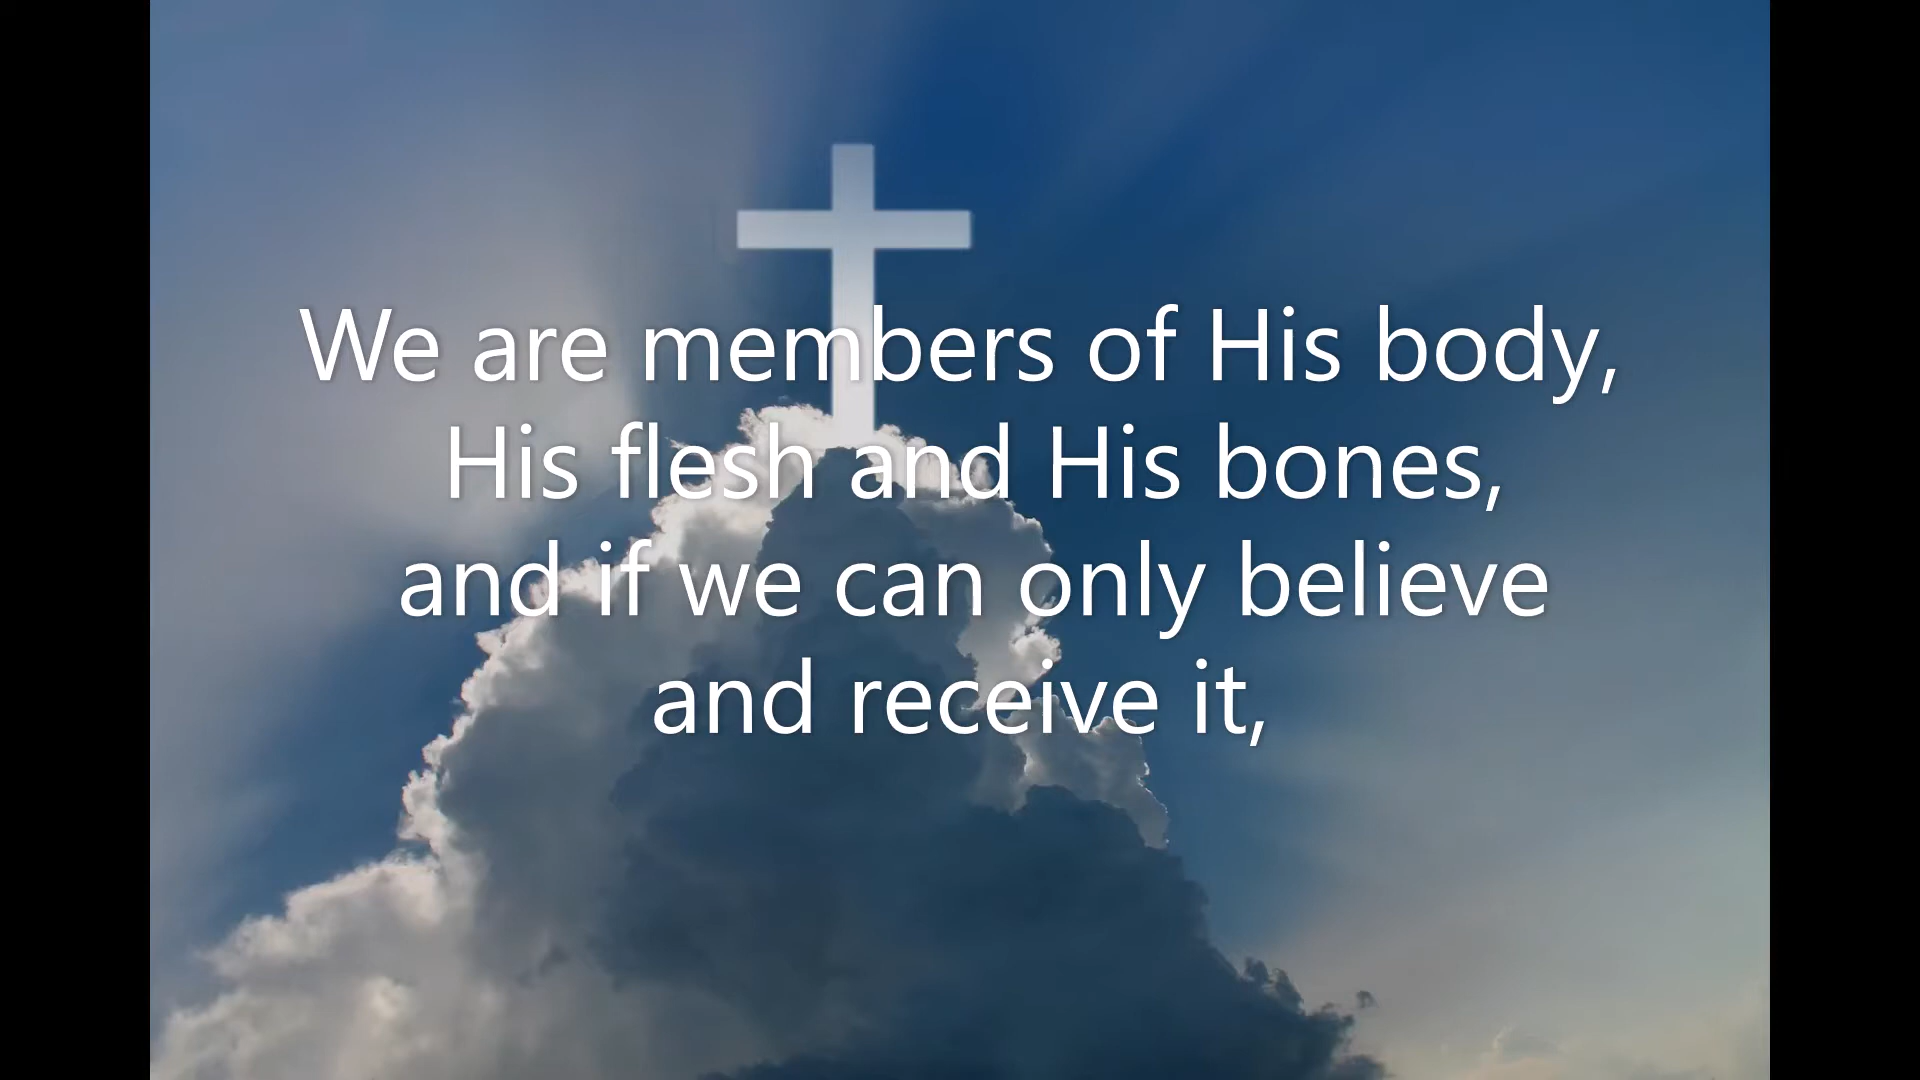 We are members of His body,
His flesh and His bones,
and if we can only believe
and receive it,